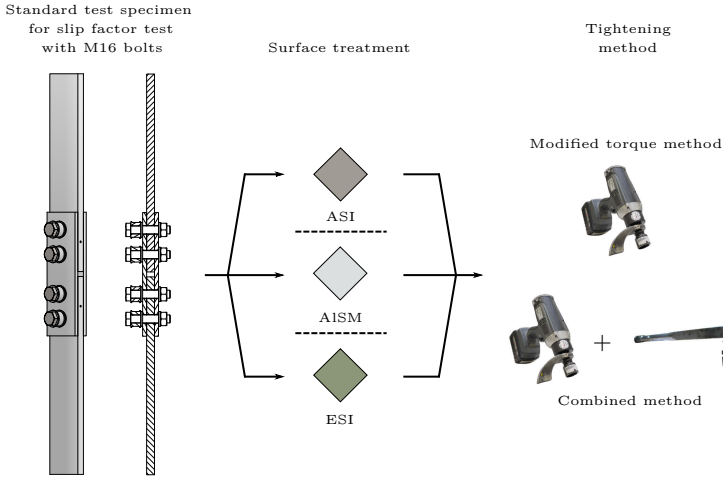 Standard test specimen
for slip factor test
with M16 bolts
Surface treatment
Tightening
method
Modified torque method
ASI
AlSM
ESI
+
Combined method